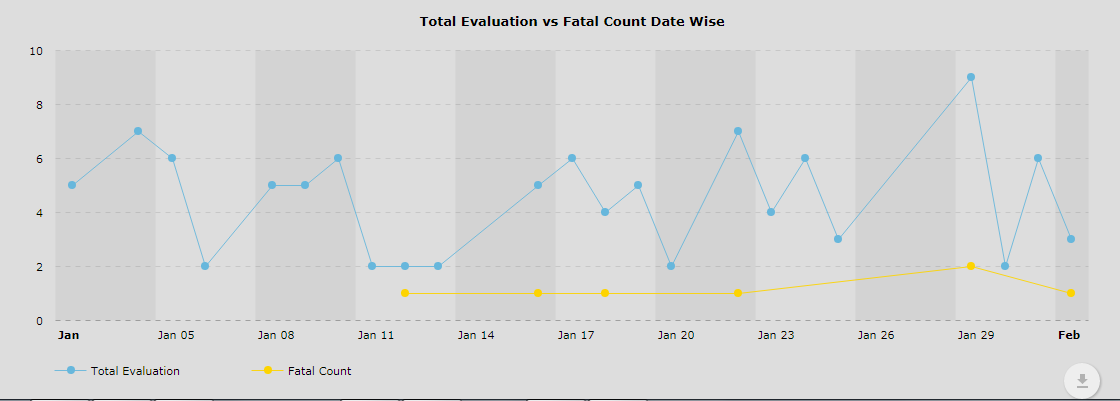 Total Evaluation vs Fatal Count Date Wise
10
8
6
4
2
0
Jan Jan 05 Jan 08 Jan 11 Jan 14 Jan 17 Jan 20 Jan 23 Jan 26 Jan 29 Feb
Total Evaluation Fatal Count